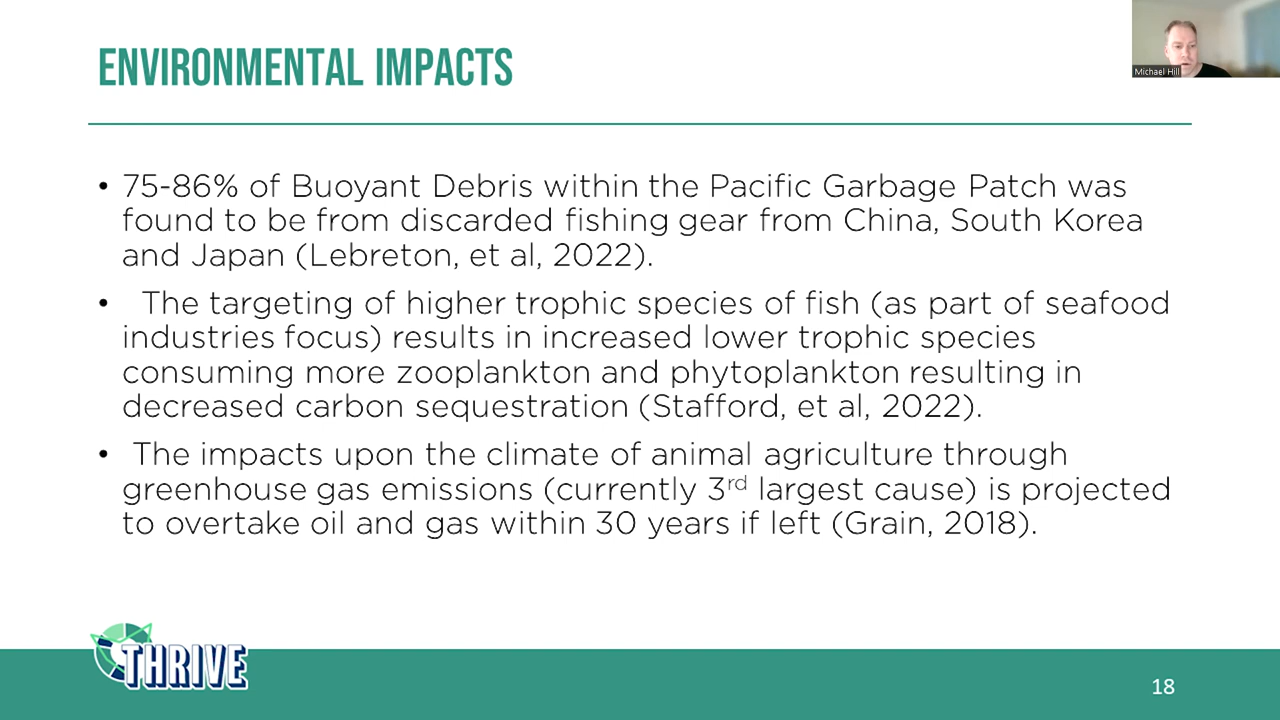 ENVIRONMENTAL IMPACTS
Michael Hill
• 75-86% of Buoyant Debris within the Pacific Garbage Patch was
found to be from discarded fishing gear from China, South Korea
and Japan (Lebreton, et al, 2022).
• The targeting of higher trophic species of fish (as part of seafood
industries focus) results in increased lower trophic species
consuming more zooplankton and phytoplankton resulting in
decreased carbon sequestration (Stafford, et al, 2022).
• The impacts upon the climate of animal agriculture through
greenhouse gas emissions (currently 3rd largest cause) is projected
to overtake oil and gas within 30 years if left (Grain, 2018).
THRIVE
18